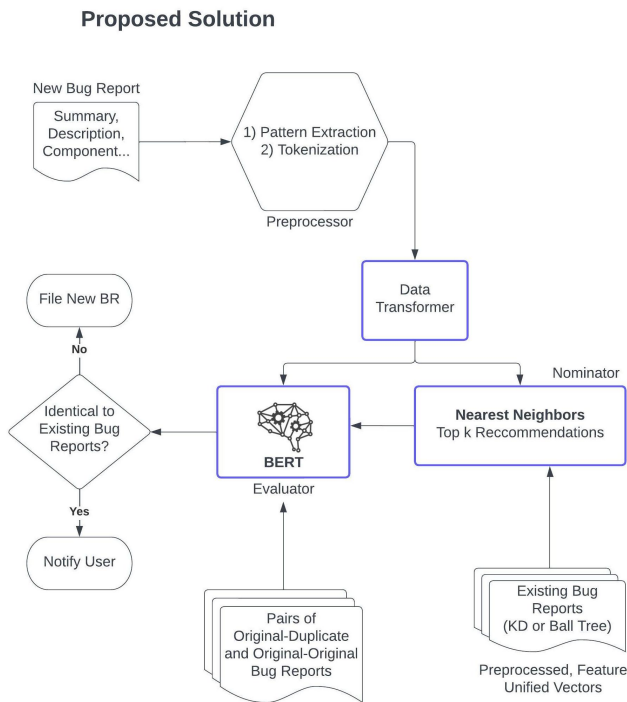 Proposed Solution
New Bug Report
Summary,
Description,
Component...
1) Pattern Extraction
2) Tokenization
Preprocessor
Data
Transformer
File New BR
No
Nominator
Identical to
Existing Bug
Reports?
BERT
Evaluator
Nearest Neighbors
Top k Reccommendations
Yes
Notify User
Pairs of
Original-Duplicate
and Original-Original
Bug Reports
Existing Bug
Reports
(KD or Ball Tree)
Preprocessed, Feature
Unified Vectors